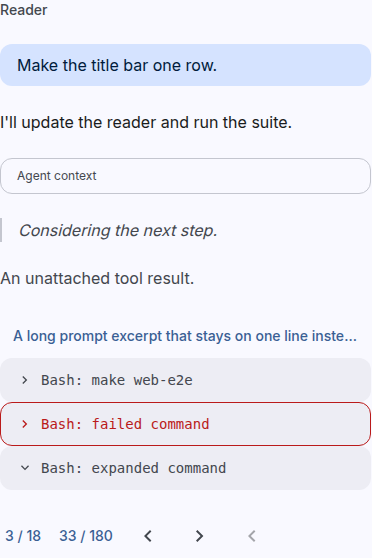 Reader
Make the title bar one row.
I'll update the reader and run the suite.
Agent context
Considering the next step.
An unattached tool result.
A long prompt excerpt that stays on one line inste...
Bash: make web-e2e
Bash: failed command
Bash: expanded command
3 / 18 33 / 180